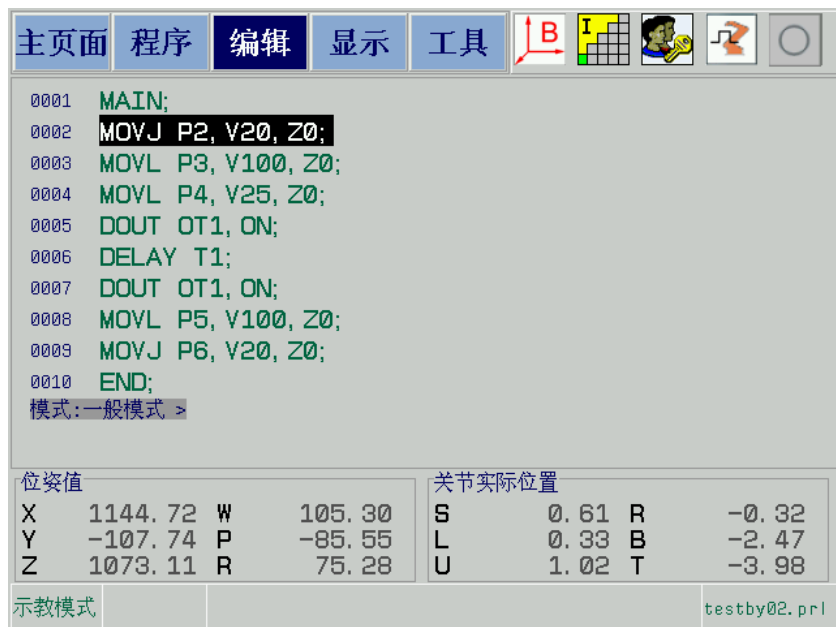 主页面 程序 编辑 显示 工具 B I
0001 MAIN;
0002 MOVJ P2, V20, Z0;
0003 MOVL P3, V100, Z0;
0004 MOVL P4, V25, Z0;
0005 DOUT OT1, ON;
0006 DELAY T1;
0007 DOUT OT1, ON;
0008 MOVL P5, V100, Z0;
0009 MOVJ P6, V20, Z0;
0010 END;
模式:一般模式 >
位姿值 关节实际位置
X 1144.72 W 105.30 S 0.61 R -0.32
Y -107.74 P -85.55 L 0.33 B -2.47
Z 1073.11 R 75.28 U 1.02 T -3.98
示教模式 testby02.prl